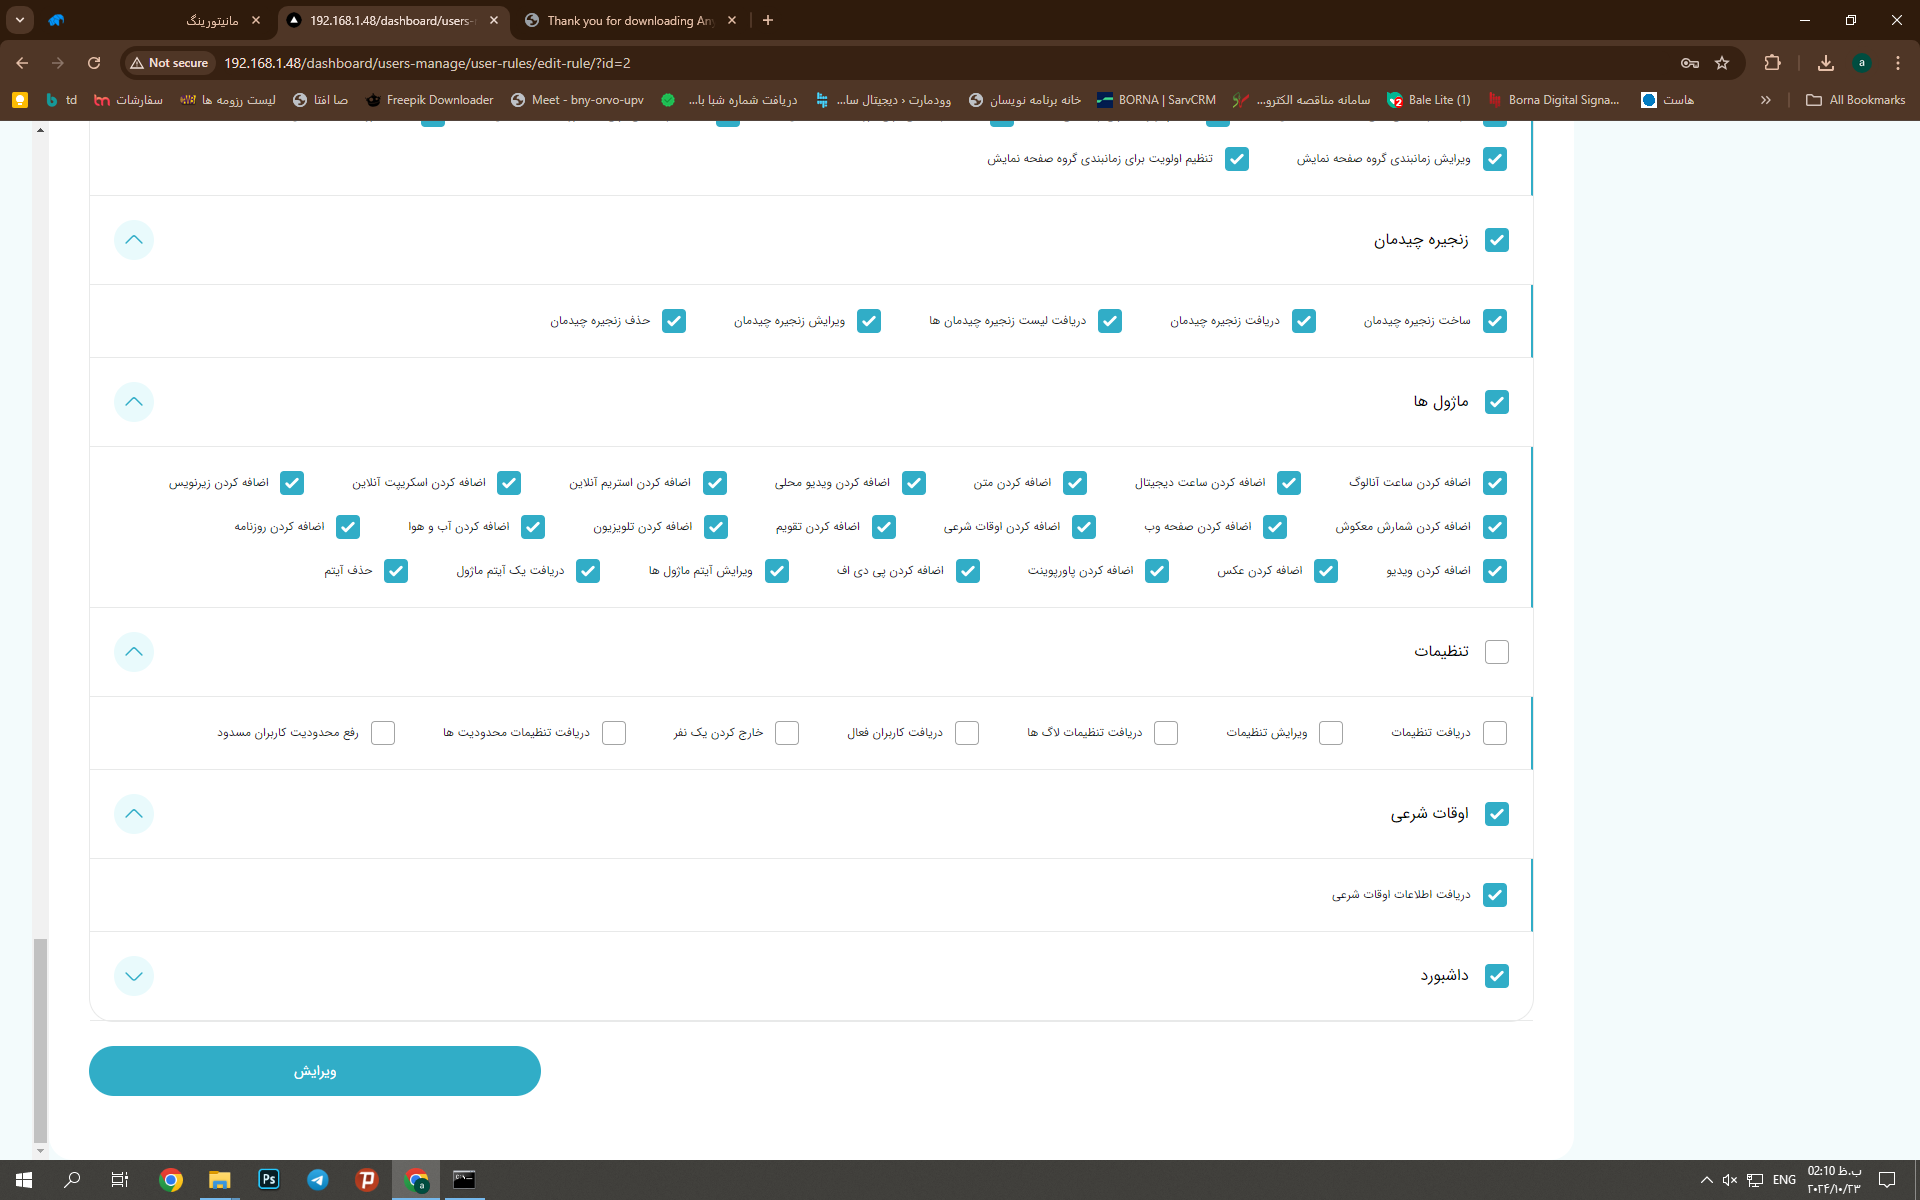 مانیتورینگ
192.168.1.48/dashboard/users-
Thank you for downloading An
Not secure
192.168.1.48/dashboard/users-manage/user-rules/edit-rule/?id=2
td
سفارشات
لیست رزومه ها
صا افتا
Freepik Downloader
Meet - bny-orvo-upv
دریافت شماره شبا با...
وودمارت ‹ دیجیتال سا...
خانه برنامه نویسان
BORNA | SarvCRM
سامانه مناقصه الکترو...
Bale Lite (1)
Borna Digital Signa...
هاست
All Bookmarks
ویرایش زمانبندی گروه صفحه نمایش
تنظیم اولویت برای زمانبندی گروه صفحه نمایش
زنجیره چیدمان
ساخت زنجیره چیدمان
دریافت زنجیره چیدمان
دریافت لیست زنجیره چیدمان ها
ویرایش زنجیره چیدمان
حذف زنجیره چیدمان
ماژول ها
اضافه کردن ساعت آنالوگ
اضافه کردن ساعت دیجیتال
اضافه کردن متن
اضافه کردن ویدیو محلی
اضافه کردن استریم آنلاین
اضافه کردن اسکریپت آنلاین
اضافه کردن زیرنویس
اضافه کردن شمارش معکوش
اضافه کردن صفحه وب
اضافه کردن اوقات شرعی
اضافه کردن تقویم
اضافه کردن تلویزیون
اضافه کردن آب و هوا
اضافه کردن روزنامه
اضافه کردن ویدیو
اضافه کردن عکس
اضافه کردن پاورپوینت
اضافه کردن پی دی اف
ویرایش آیتم ماژول ها
دریافت یک آیتم ماژول
حذف آیتم
تنظیمات
دریافت تنظیمات
ویرایش تنظیمات
دریافت تنظیمات لاگ ها
دریافت کاربران فعال
خارج کردن یک نفر
دریافت تنظیمات محدودیت ها
رفع محدودیت کاربران مسدود
اوقات شرعی
دریافت اطلاعات اوقات شرعی
داشبورد
ویرایش
ENG
02:10 ب.ظ
۲۰۲۴/۱۰/۲۳